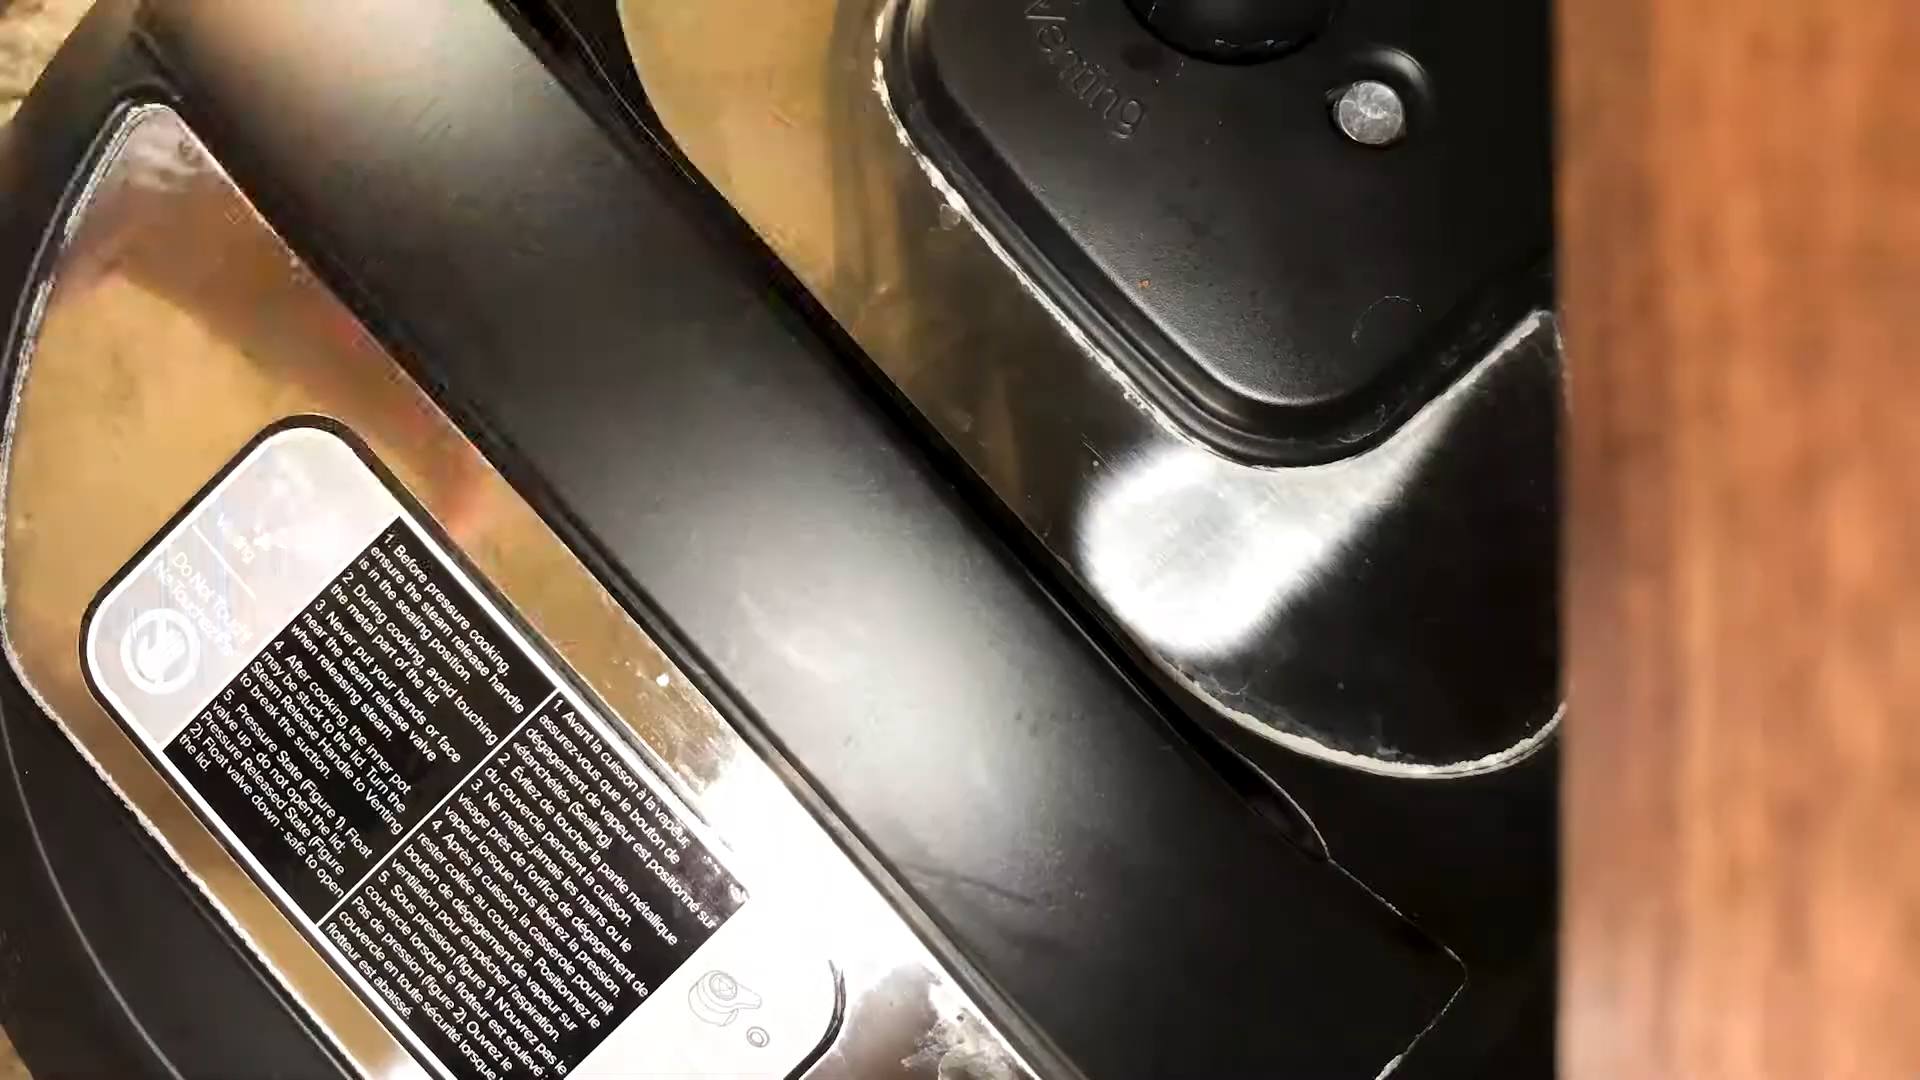 Venting
Do Not Touch
Ne Touchez Pas
1. Before pressure cooking,
ensure the steam release handle
is in the sealing position.
2. During cooking, avoid touching
the metal part of the lid.
3. Never put your hands or face
near the steam release valve
when releasing steam.
4. After cooking, the inner pot
may be stuck to the lid. Turn the
Steam Release Handle to Venting
to break the suction.
5. Pressure State (Figure 1). Float
valve up - do not open the lid;
Pressure Released State (Figure
2). Float valve down - safe to open
the lid.
1. Avant la cuisson à la vapeur,
assurez-vous que le bouton de
dégagement de vapeur est positionné sur
«étanchéité» (Sealing).
2. Évitez de toucher la partie métallique
du couvercle pendant la cuisson.
3. Ne mettez jamais les mains ou le
visage près de l'orifice de dégagement de
vapeur lorsque vous libérez la pression.
4. Après la cuisson, la casserole pourrait
rester collée au couvercle. Positionnez le
bouton de dégagement de vapeur sur
ventilation pour empêcher l'aspiration.
5. Sous pression (figure 1). N'ouvrez pas le
couvercle lorsque le flotteur est soulevé ;
Pas de pression (figure 2). Ouvrez le
couvercle en toute sécurité lorsque
flotteur est abaissé.